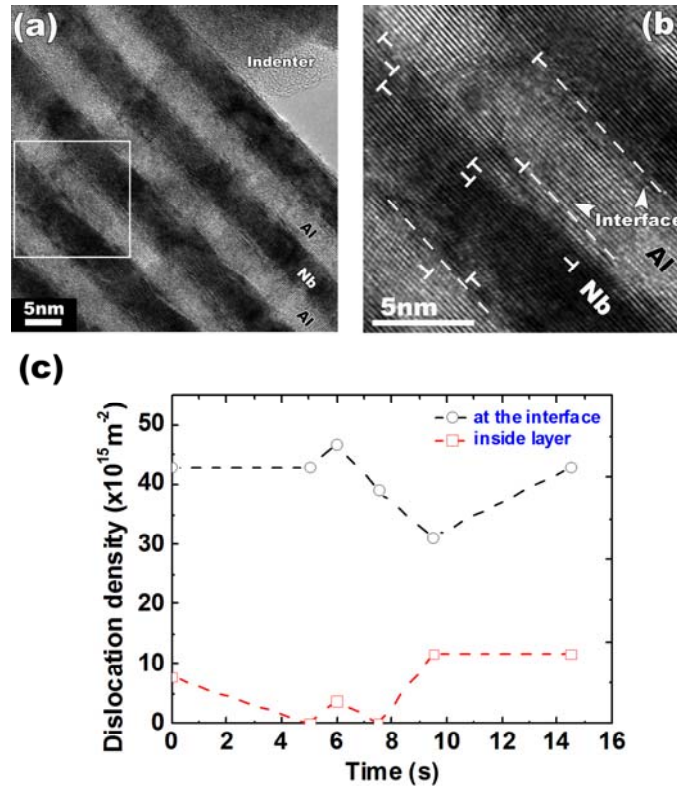 (a)
Indenter
Al
Nb
Al
5nm
(b)
Interface
Al
Nb
5nm
(c)
Dislocation density (x10¹⁵m⁻²)
50
40
30
20
10
0
at the interface
inside layer
0 2 4 6 8 10 12 14 16
Time (s)